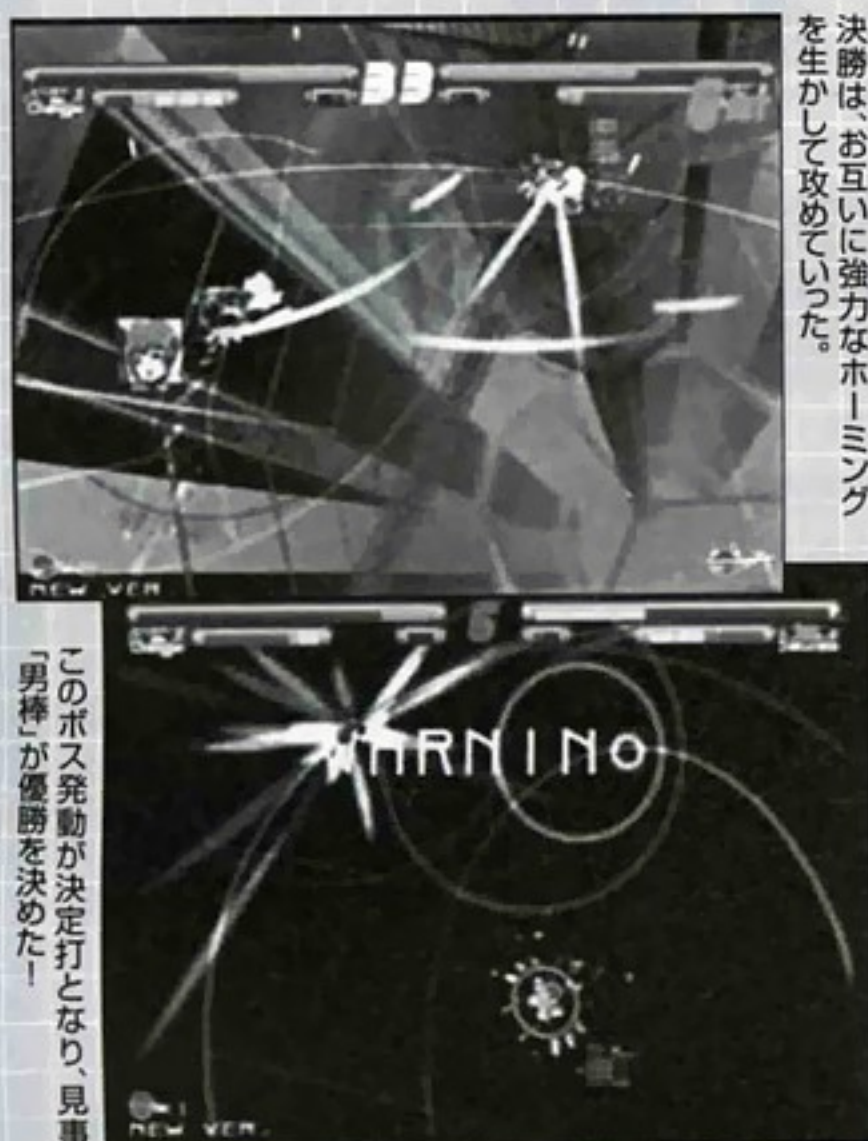 決勝は、お互いに強力なホーミング
を生かして攻めていった。
33
NEW VER.
6
WARNING
NEW VER.
このボス発動が決定打となり、見事
「男棒」が優勝を決めた！